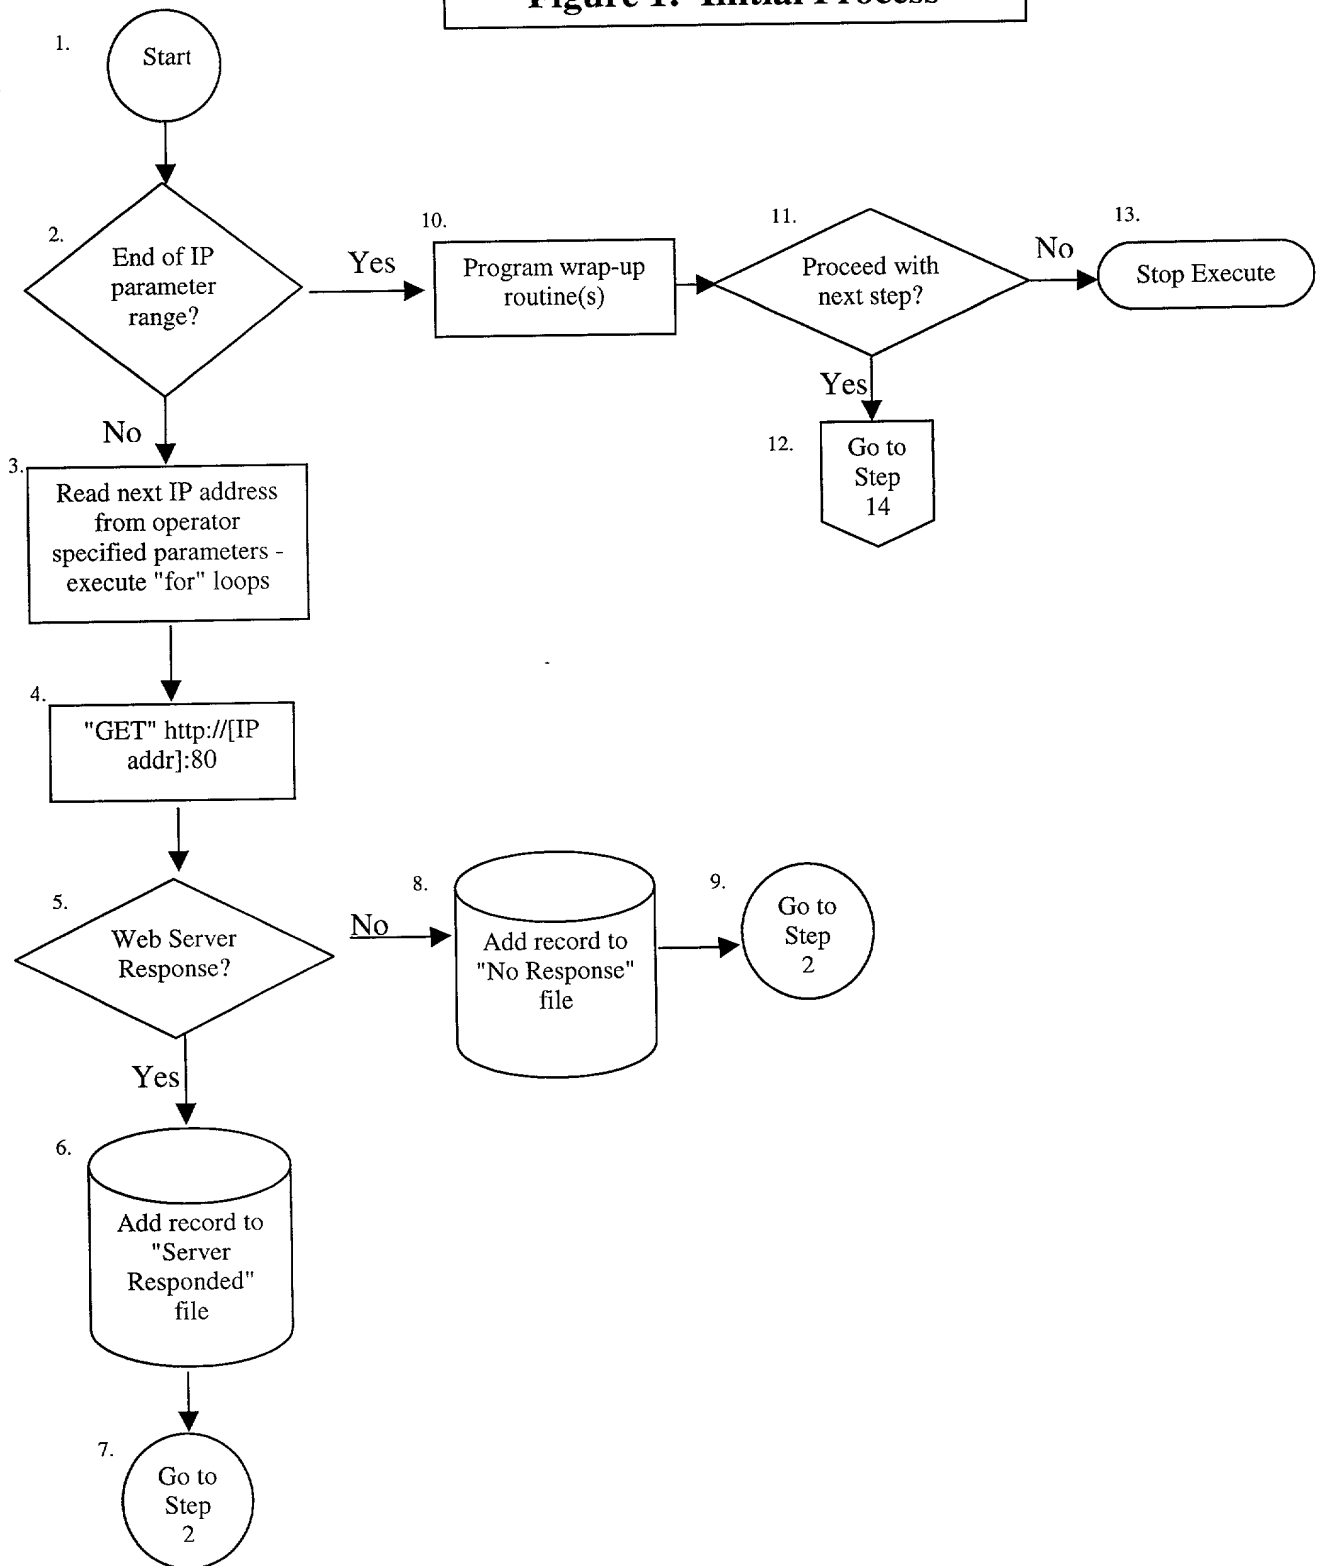 Figure 1: Initial Process
1.
Start
2.
End of IP
parameter
range?
Yes
10.
Program wrap-up
routine(s)
11.
Proceed with
next step?
No
13.
Stop Execute
Yes
12.
Go to
Step
14
No
3.
Read next IP address
from operator
specified parameters -
execute "for" loops
4.
"GET" http://[IP
addr]:80
5.
Web Server
Response?
No
8.
Add record to
"No Response"
file
9.
Go to
Step
2
Yes
6.
Add record to
"Server
Responded"
file
7.
Go to
Step
2